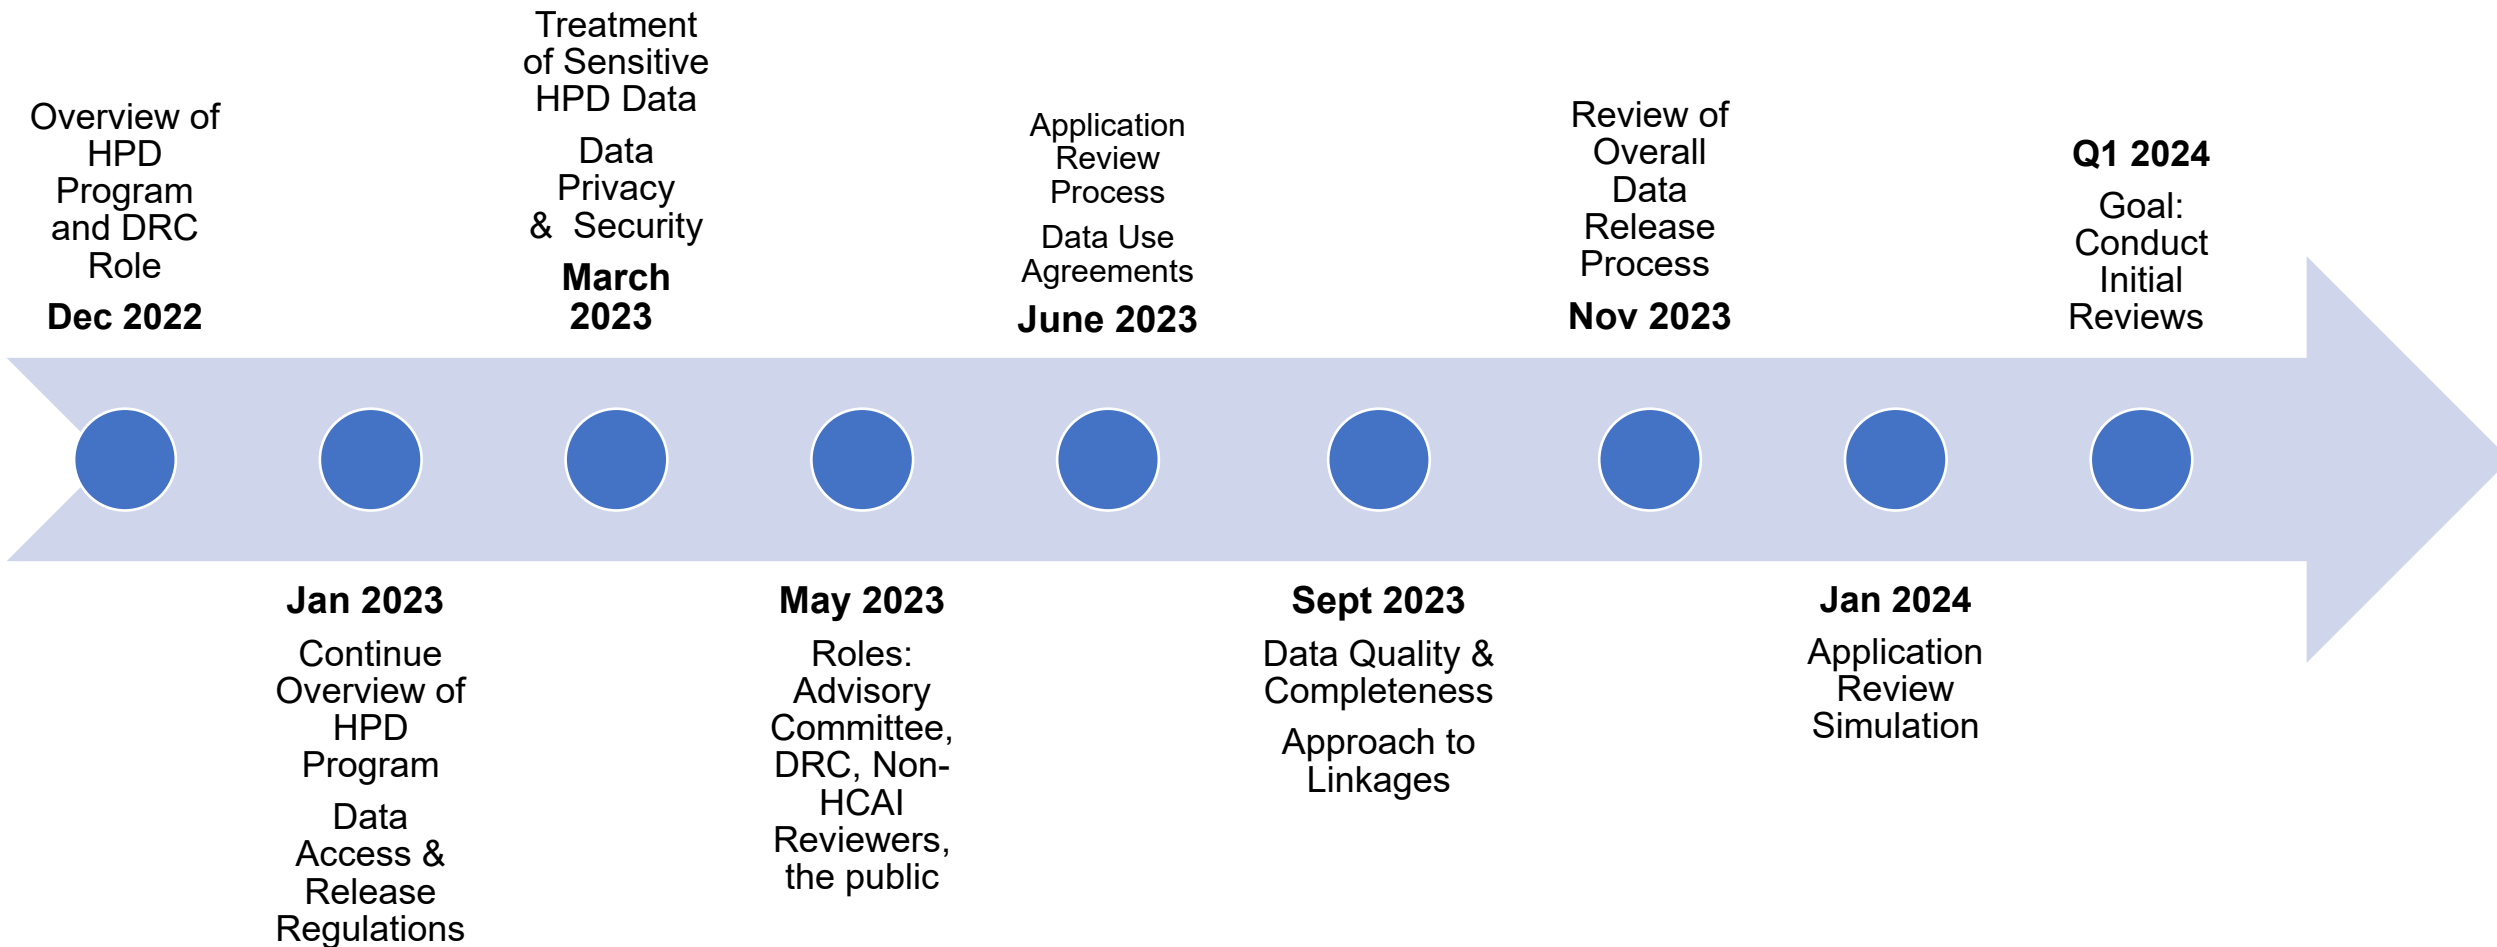 Overview of
HPD
Program
and DRC
Role
Dec 2022
Jan 2023
Continue
Overview of
HPD
Program
Data
Access &
Release
Regulations
Treatment
of Sensitive
HPD Data
Data
Privacy
&  Security
March
2023
May 2023
Roles:
Advisory
Committee,
DRC, Non-
HCAI
Reviewers,
the public
Application
Review
Process
Data Use
Agreements
June 2023
Sept 2023
Data Quality &
Completeness
Approach to
Linkages
Review of
Overall
Data
Release
Process
Nov 2023
Jan 2024
Application
Review
Simulation
Q1 2024
Goal:
Conduct
Initial
Reviews